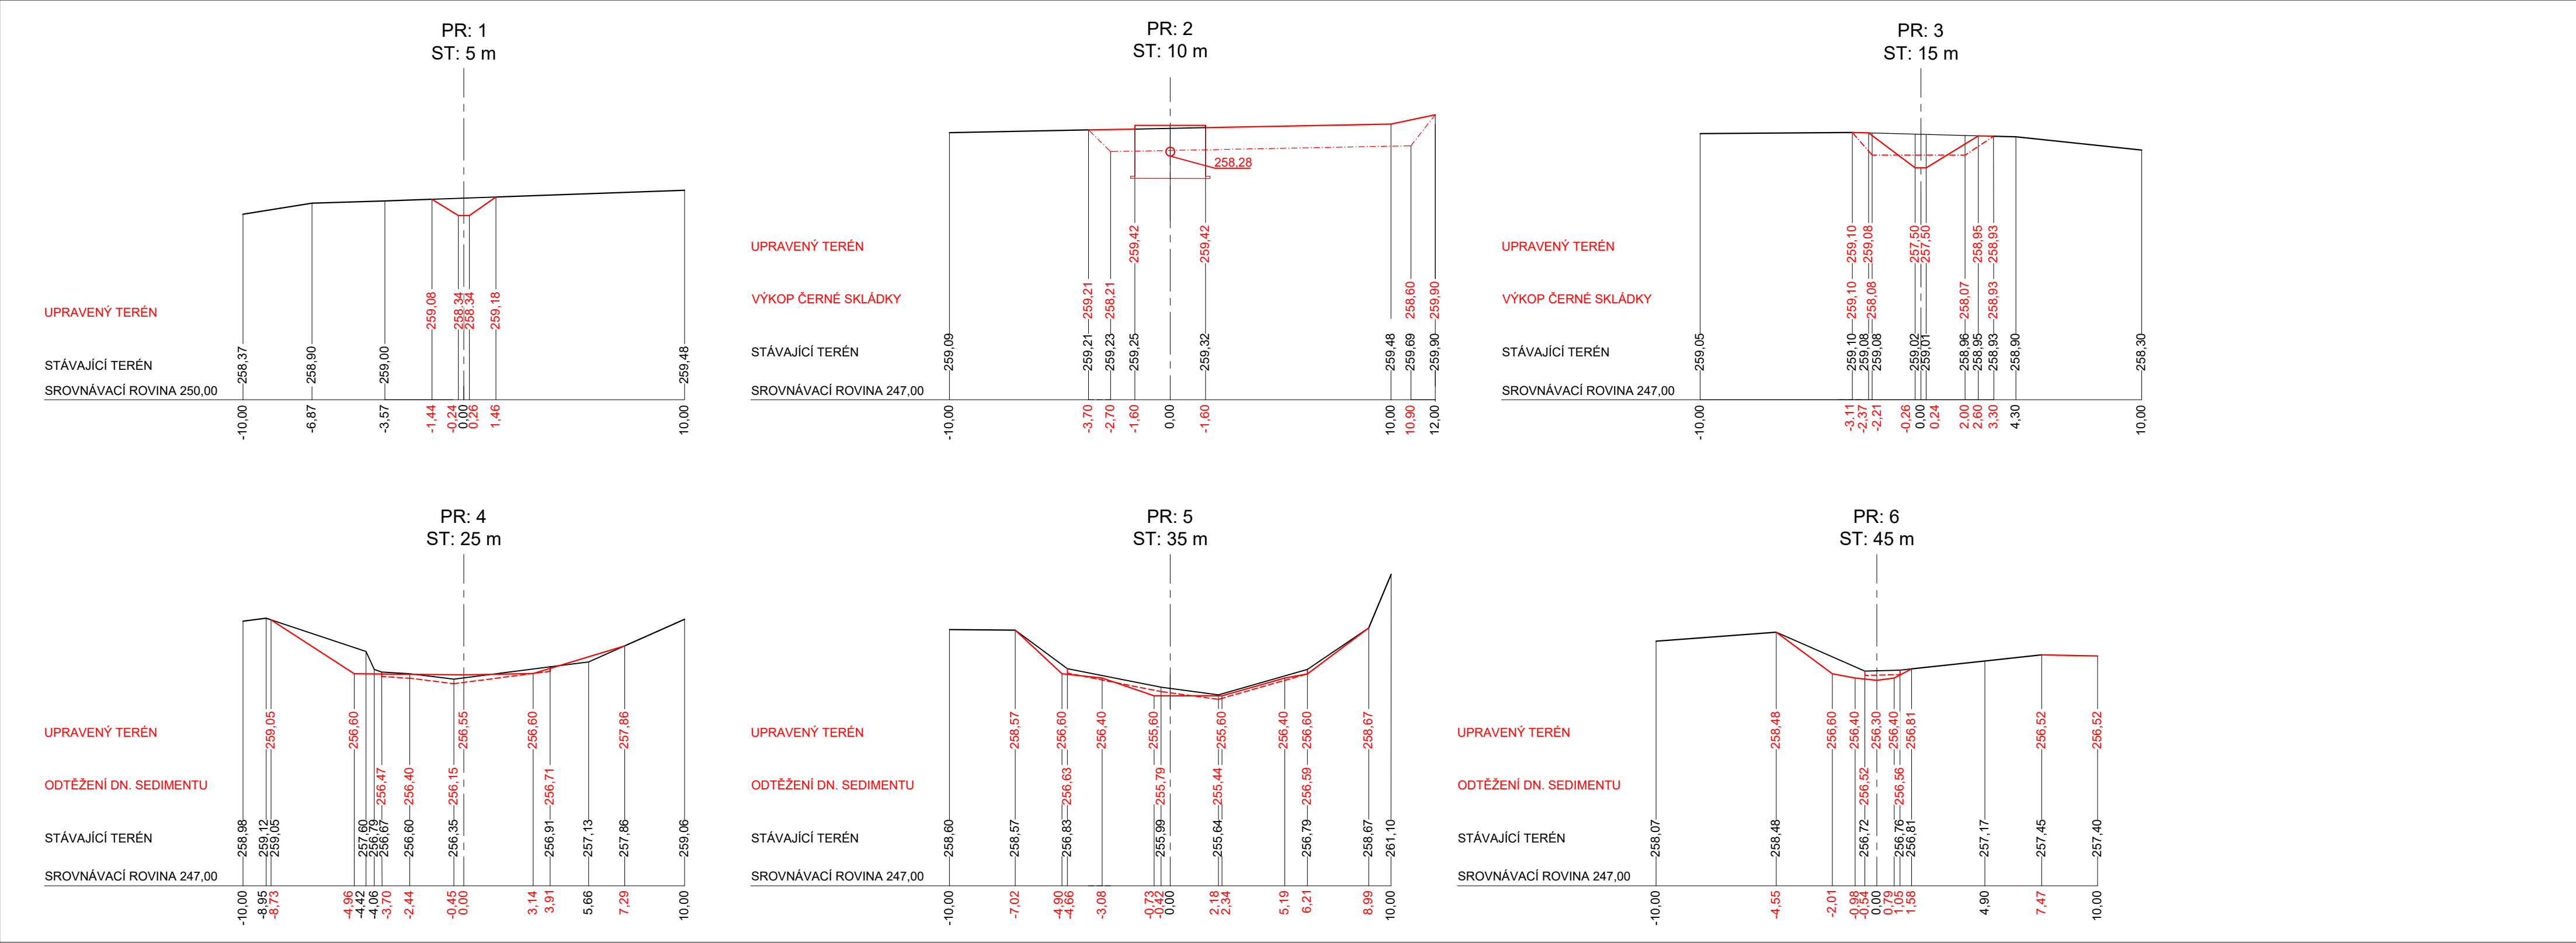 PR: 1
ST: 5 m
UPRAVENÝ TERÉN
259,08 258,34 258,34 259,18
STÁVAJÍCÍ TERÉN
258,37 258,90 259,00 259,48
SROVNÁVACÍ ROVINA 250,00
-10,00 -6,87 -3,57 -1,44 -0,24 0,00 0,26 1,46 10,00
PR: 2
ST: 10 m
258,28
UPRAVENÝ TERÉN
259,42 259,42
VÝKOP ČERNÉ SKLÁDKY
259,21 258,21 258,60 259,90
STÁVAJÍCÍ TERÉN
259,09 259,21 259,23 259,25 259,32 259,48 259,69 259,90
SROVNÁVACÍ ROVINA 247,00
-10,00 -3,70 -2,70 -1,60 0,00 -1,60 10,00 10,90 12,00
PR: 3
ST: 15 m
UPRAVENÝ TERÉN
259,10 259,08 257,50 257,50 258,95 258,93
VÝKOP ČERNÉ SKLÁDKY
259,10 258,08 258,07 258,93
STÁVAJÍCÍ TERÉN
259,05 259,10 259,08 259,08 259,02 259,01 258,96 258,95 258,93 258,90 258,30
SROVNÁVACÍ ROVINA 247,00
-10,00 -3,11 -2,37 -2,21 -0,26 0,00 0,24 2,00 2,60 3,30 4,30 10,00
PR: 4
ST: 25 m
UPRAVENÝ TERÉN
259,05 256,60 256,55 256,60 257,86
ODTĚŽENÍ DN. SEDIMENTU
256,47 256,40 256,15 256,71
STÁVAJÍCÍ TERÉN
258,98 259,12 259,05 257,60 256,79 256,67 256,60 256,35 256,91 257,13 257,86 259,06
SROVNÁVACÍ ROVINA 247,00
-10,00 -8,95 -8,73 -4,96 -4,42 -4,06 -3,70 -2,44 -0,45 0,00 3,14 3,91 5,66 7,29 10,00
PR: 5
ST: 35 m
UPRAVENÝ TERÉN
258,57 256,60 256,40 255,60 255,60 256,40 256,60 258,67
ODTĚŽENÍ DN. SEDIMENTU
256,63 255,79 255,44 256,59
STÁVAJÍCÍ TERÉN
258,60 258,57 256,83 255,99 255,64 256,79 258,67 261,10
SROVNÁVACÍ ROVINA 247,00
-10,00 -7,02 -4,90 -4,66 -3,08 -0,73 -0,42 0,00 2,18 2,34 5,19 6,21 8,99 10,00
PR: 6
ST: 45 m
UPRAVENÝ TERÉN
258,48 256,60 256,40 256,30 256,40 256,81 256,52 256,52
ODTĚŽENÍ DN. SEDIMENTU
256,52 256,56
STÁVAJÍCÍ TERÉN
258,07 258,48 256,72 256,76 256,81 257,17 257,45 257,40
SROVNÁVACÍ ROVINA 247,00
-10,00 -4,55 -2,01 -0,98 -0,54 0,00 0,79 1,05 1,58 4,90 7,47 10,00